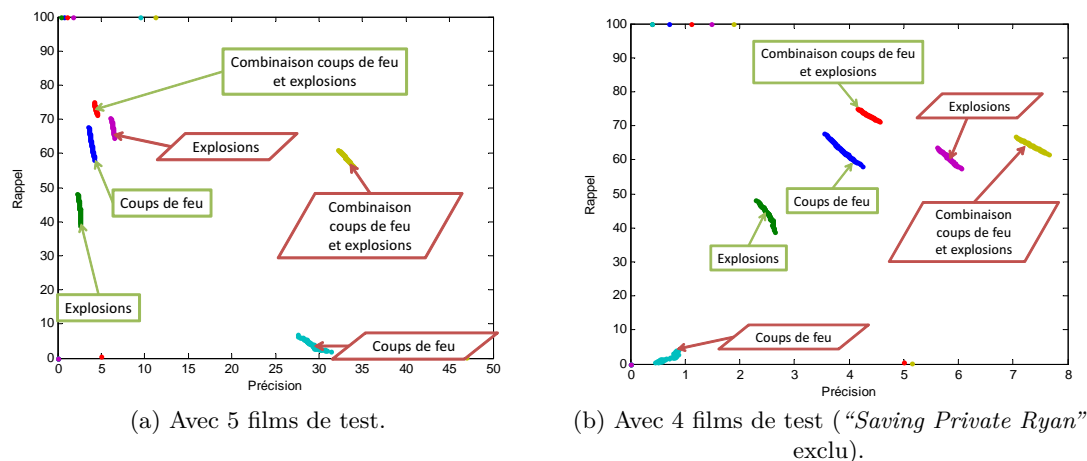 100
90
80
70
60
50
40
30
20
10
0
Rappel
0
5
10
15
20
25
30
35
40
45
50
Précision
Combinaison coups de feu
et explosions
Explosions
Coups de feu
Combinaison
coups de feu
et explosions
Explosions
Coups de feu
(a) Avec 5 films de test.
100
90
80
70
60
50
40
30
20
10
0
Rappel
0
1
2
3
4
5
6
7
8
Précision
Combinaison coups de feu
et explosions
Explosions
Coups de feu
Combinaison
coups de feu
et explosions
Explosions
Coups de feu
(b) Avec 4 films de test (“Saving Private Ryan”
exclu).